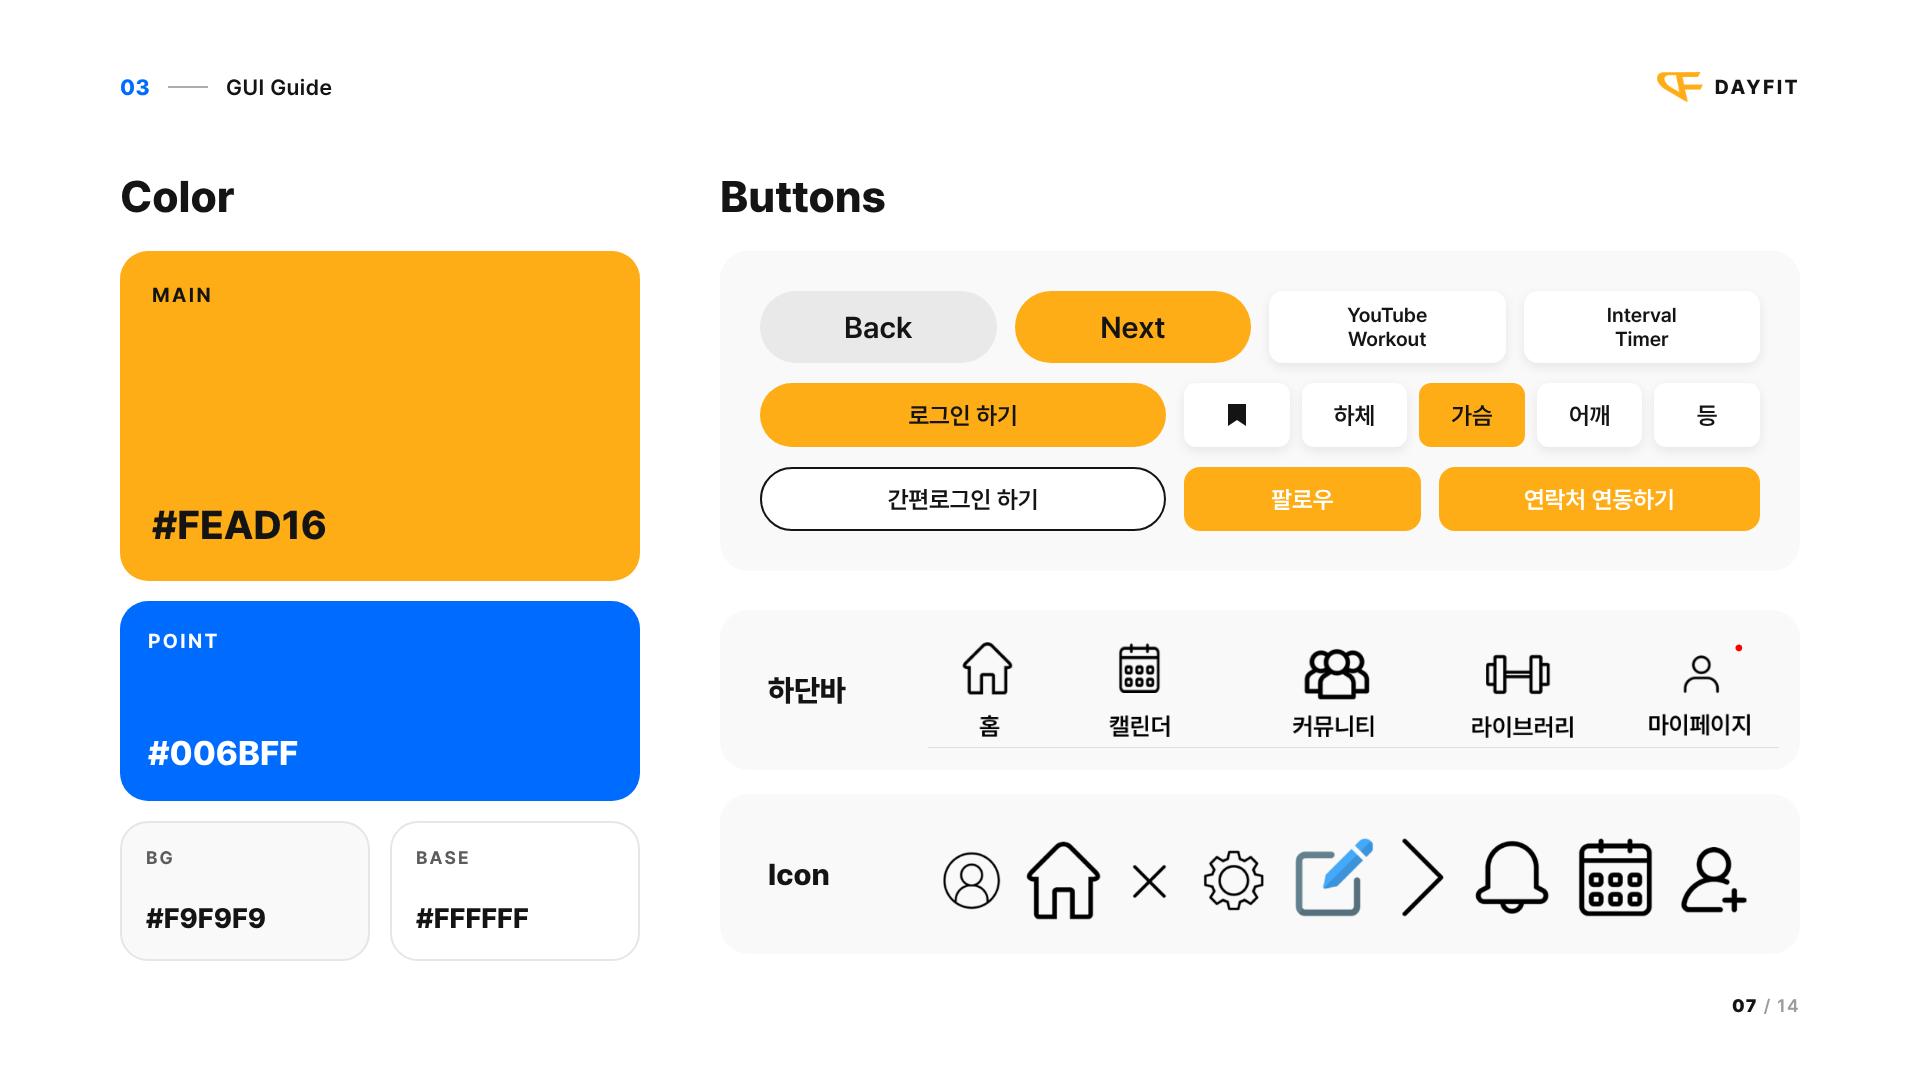 03 — GUI Guide
DAYFIT
Color
MAIN
#FEAD16
POINT
#006BFF
BG
#F9F9F9
BASE
#FFFFFF
Buttons
Back
Next
YouTube
Workout
Interval
Timer
로그인 하기
하체
가슴
어깨
등
간편로그인 하기
팔로우
연락처 연동하기
하단바
홈
캘린더
커뮤니티
라이브러리
마이페이지
Icon
07 / 14